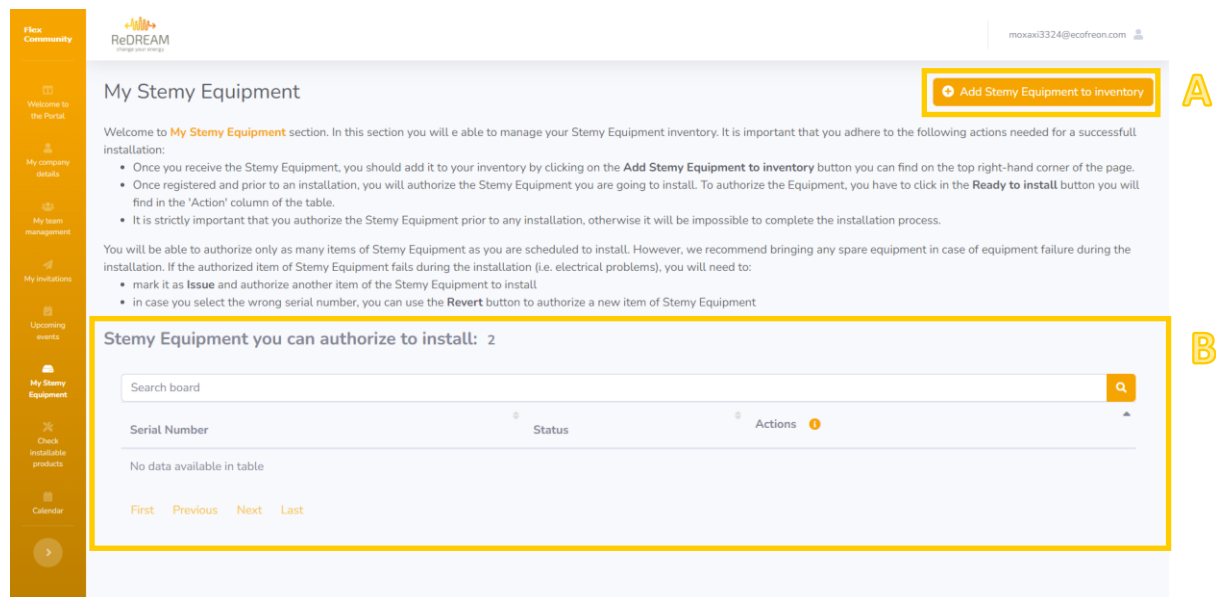 Flex
Community
ReDREAM
change your energy
moxaxi3324@ecofreon.com
Welcome to
the Portal
My company
details
My team
management
My invitations
Upcoming
events
My Stemy
Equipment
Check
installable
products
Calendar
My Stemy Equipment
Add Stemy Equipment to inventory
A
Welcome to My Stemy Equipment section. In this section you will e able to manage your Stemy Equipment inventory. It is important that you adhere to the following actions needed for a successfull
installation:
• Once you receive the Stemy Equipment, you should add it to your inventory by clicking on the Add Stemy Equipment to inventory button you can find on the top right-hand corner of the page.
• Once registered and prior to an installation, you will authorize the Stemy Equipment you are going to install. To authorize the Equipment, you have to click in the Ready to install button you will
find in the 'Action' column of the table.
• It is strictly important that you authorize the Stemy Equipment prior to any installation, otherwise it will be impossible to complete the installation process.
You will be able to authorize only as many items of Stemy Equipment as you are scheduled to install. However, we recommend bringing any spare equipment in case of equipment failure during the
installation. If the authorized item of Stemy Equipment fails during the installation (i.e. electrical problems), you will need to:
• mark it as Issue and authorize another item of the Stemy Equipment to install
• in case you select the wrong serial number, you can use the Revert button to authorize a new item of Stemy Equipment
B
Stemy Equipment you can authorize to install: 2
Search board
Serial Number Status Actions
No data available in table
First Previous Next Last